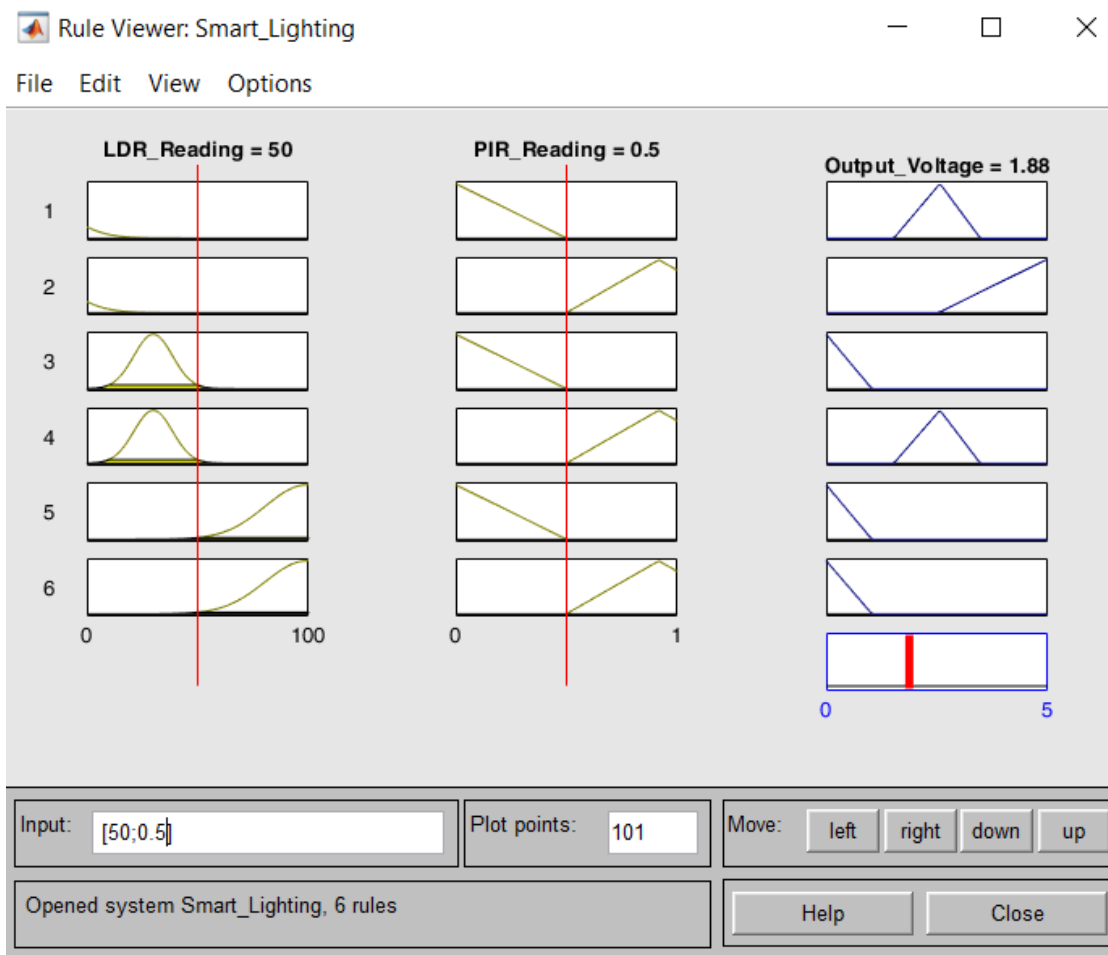 Rule Viewer: Smart_Lighting
File Edit View Options
LDR_Reading = 50
PIR_Reading = 0.5
Output_Voltage = 1.88
1
2
3
4
5
6
0 100
0 1
0 5
Input: [50;0.5]
Plot points: 101
Move: left right down up
Opened system Smart_Lighting, 6 rules
Help Close